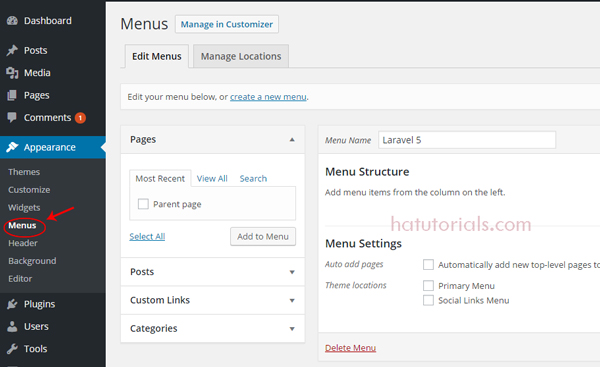 Dashboard
Posts
Media
Pages
Comments 1
Appearance
Themes
Customize
Widgets
Menus
Header
Background
Editor
Plugins
Users
Tools
Menus Manage in Customizer
Edit Menus Manage Locations
Edit your menu below, or create a new menu.
Pages
Most Recent View All Search
Parent page
Select All Add to Menu
Posts
Custom Links
Categories
Menu Name Laravel 5
Menu Structure
Add menu items from the column on the left.
hatutorials.com
Menu Settings
Auto add pages Automatically add new top-level pages to
Theme locations Primary Menu
Social Links Menu
Delete Menu